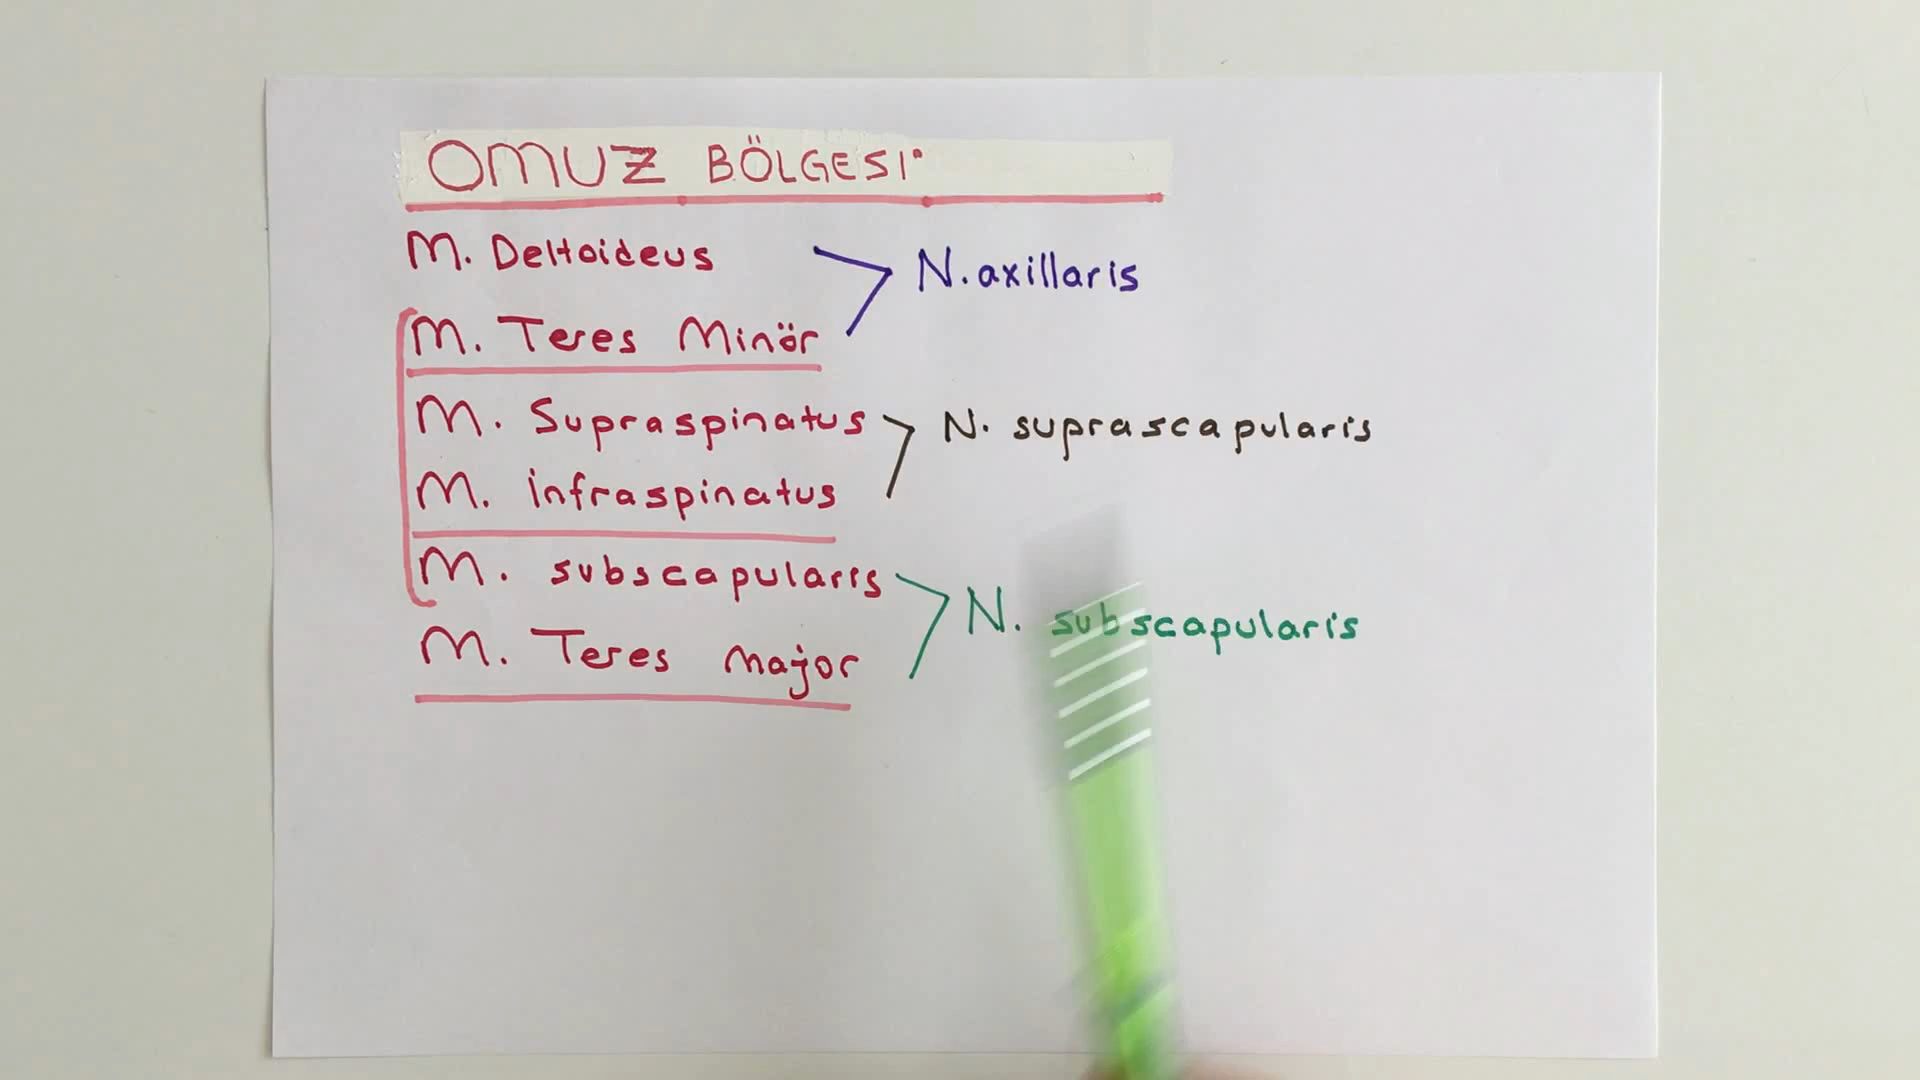 OMUZ BÖLGESİ
M. Deltoideus
N. axillaris
M. Teres Minör
M. Supraspinatus
N. suprascapularis
M. infraspinatus
M. subscapularis
N. subscapularis
M. Teres major